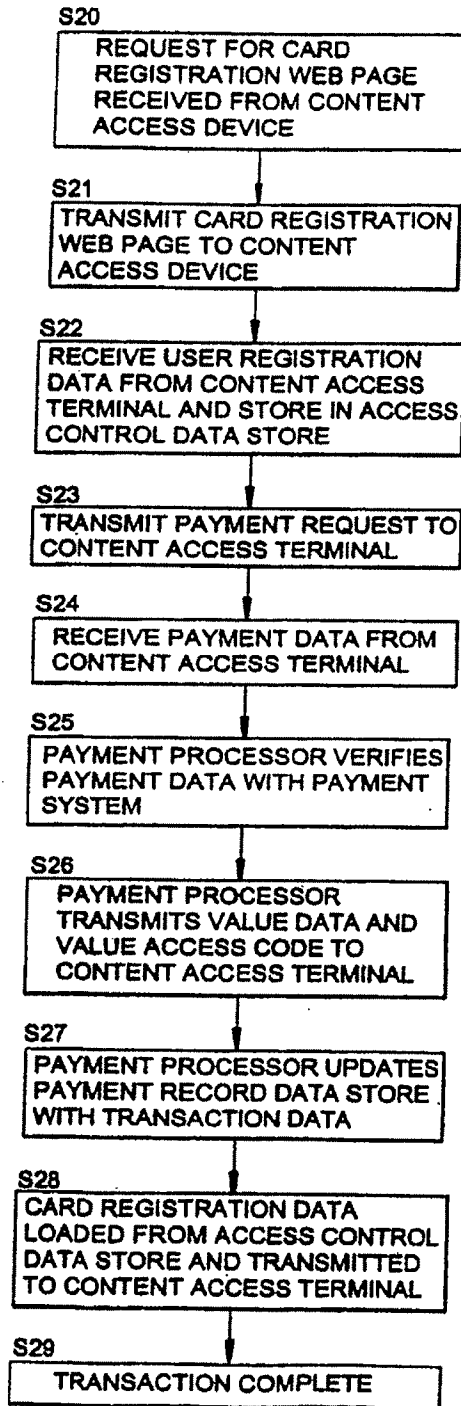 S20
REQUEST FOR CARD
REGISTRATION WEB PAGE
RECEIVED FROM CONTENT
ACCESS DEVICE
S21
TRANSMIT CARD REGISTRATION
WEB PAGE TO CONTENT
ACCESS DEVICE
S22
RECEIVE USER REGISTRATION
DATA FROM CONTENT ACCESS
TERMINAL AND STORE IN ACCESS
CONTROL DATA STORE
S23
TRANSMIT PAYMENT REQUEST TO
CONTENT ACCESS TERMINAL
S24
RECEIVE PAYMENT DATA FROM
CONTENT ACCESS TERMINAL
S25
PAYMENT PROCESSOR VERIFIES
PAYMENT DATA WITH PAYMENT
SYSTEM
S26
PAYMENT PROCESSOR
TRANSMITS VALUE DATA AND
VALUE ACCESS CODE TO
CONTENT ACCESS TERMINAL
S27
PAYMENT PROCESSOR UPDATES
PAYMENT RECORD DATA STORE
WITH TRANSACTION DATA
S28
CARD REGISTRATION DATA
LOADED FROM ACCESS CONTROL
DATA STORE AND TRANSMITTED
TO CONTENT ACCESS TERMINAL
S29
TRANSACTION COMPLETE